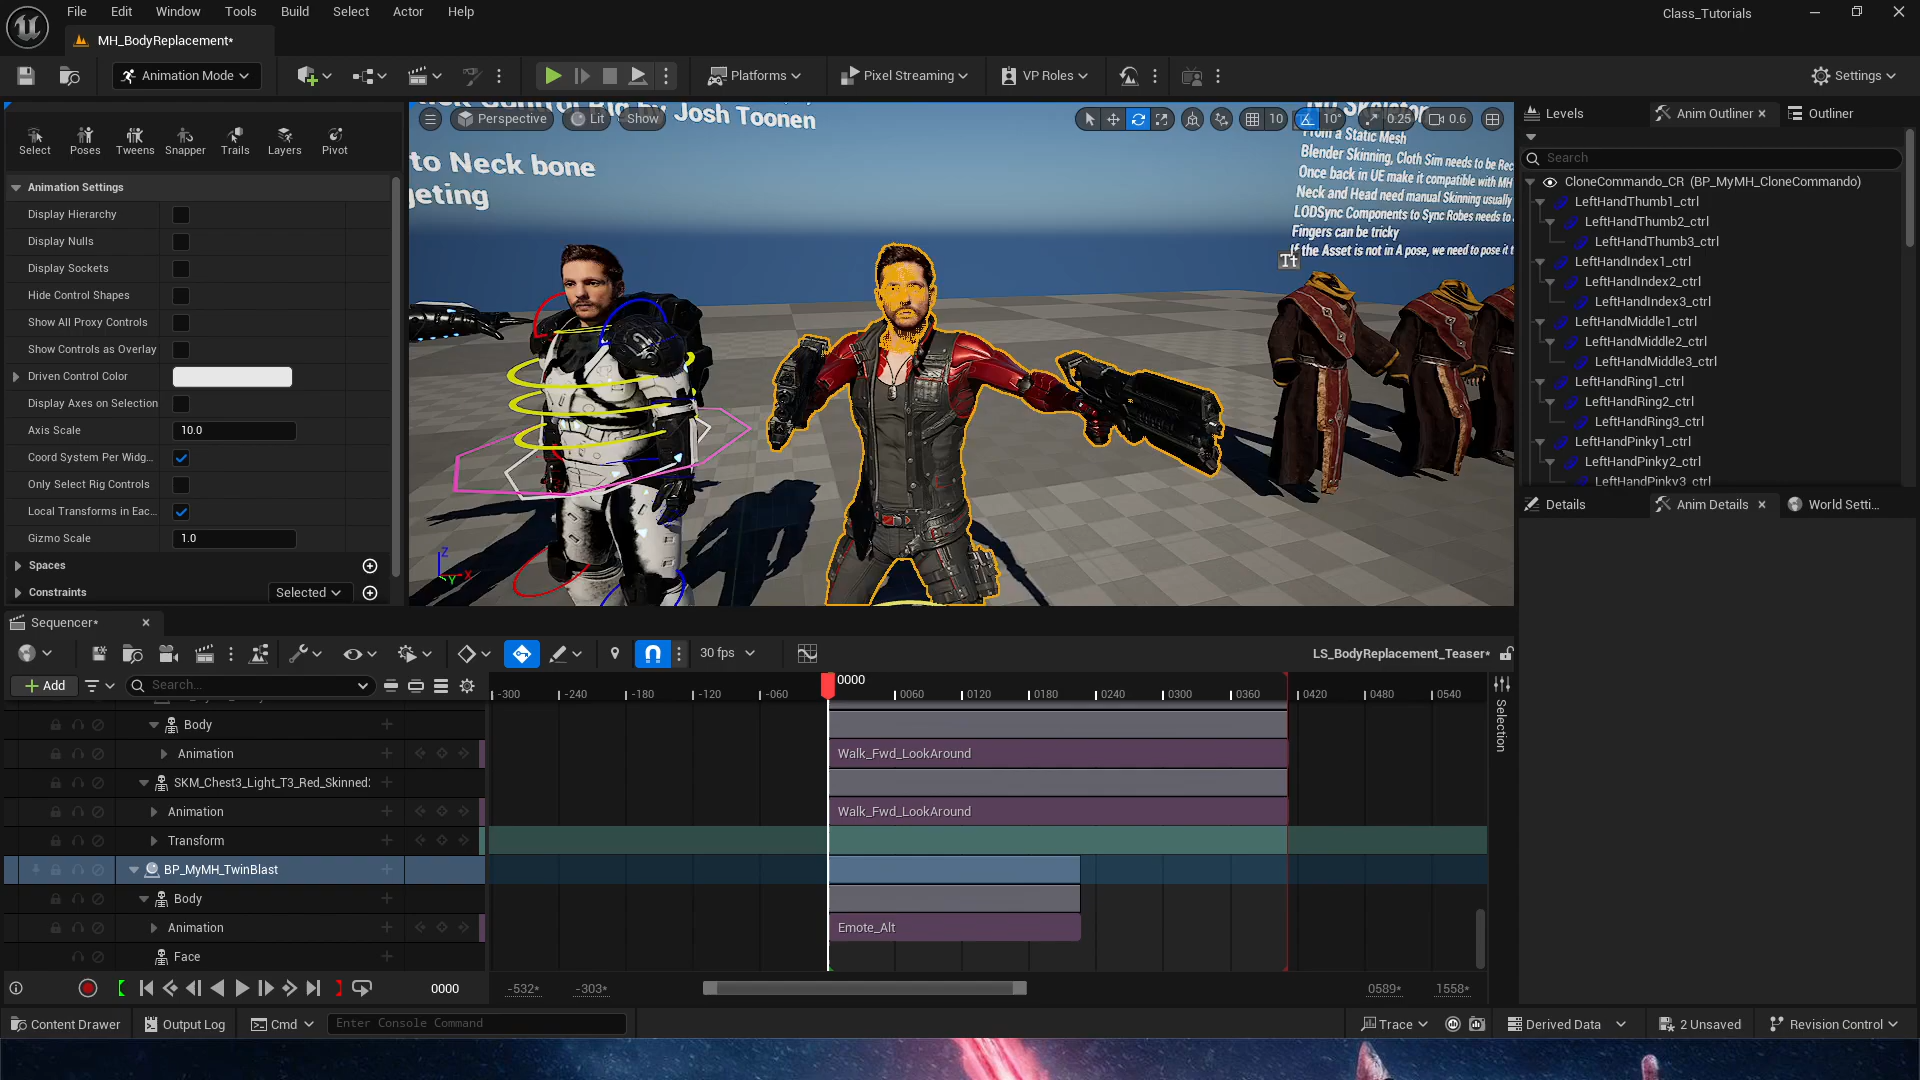 File Edit Window Tools Build Select Actor Help
Class_Tutorials
MH_BodyReplacement*
Animation Mode
Platforms
Pixel Streaming
VP Roles
Settings
Select Poses Tweens Snapper Trails Layers Pivot
Animation Settings
Display Hierarchy
Display Nulls
Display Sockets
Hide Control Shapes
Show All Proxy Controls
Show Controls as Overlay
Driven Control Color
Display Axes on Selection
Axis Scale 10.0
Coord System Per Widg...
Only Select Rig Controls
Local Transforms in Eac...
Gizmo Scale 1.0
Spaces
Constraints Selected
Perspective Lit Show
10 10° 0.25 0.6
Control Rig by Josh Toonen
to Neck bone
geting
No Skeleton
From a Static Mesh
Blender Skinning, Cloth Sim needs to be Rec
Once back in UE make it compatible with MH
Neck and Head need manual Skinning usually
LODSync Components to Sync Robes needs to
Fingers can be tricky
If the Asset is not in A pose, we need to pose it t
Tt
Z
X
Y
Levels Anim Outliner Outliner
Search
CloneCommando_CR (BP_MyMH_CloneCommando)
LeftHandThumb1_ctrl
LeftHandThumb2_ctrl
LeftHandThumb3_ctrl
LeftHandIndex1_ctrl
LeftHandIndex2_ctrl
LeftHandIndex3_ctrl
LeftHandMiddle1_ctrl
LeftHandMiddle2_ctrl
LeftHandMiddle3_ctrl
LeftHandRing1_ctrl
LeftHandRing2_ctrl
LeftHandRing3_ctrl
LeftHandPinky1_ctrl
LeftHandPinky2_ctrl
LeftHandPinky3_ctrl
Details Anim Details World Setti...
Sequencer*
30 fps
LS_BodyReplacement_Teaser*
Add
Search...
-300 -240 -180 -120 -060 0000 0060 0120 0180 0240 0300 0360 0420 0480 0540
Selection
Body
Animation Walk_Fwd_LookAround
SKM_Chest3_Light_T3_Red_Skinned:
Animation Walk_Fwd_LookAround
Transform
BP_MyMH_TwinBlast
Body
Animation Emote_Alt
Face
0000 -532* -303* 0589* 1558*
Content Drawer Output Log Cmd Enter Console Command Trace Derived Data 2 Unsaved Revision Control